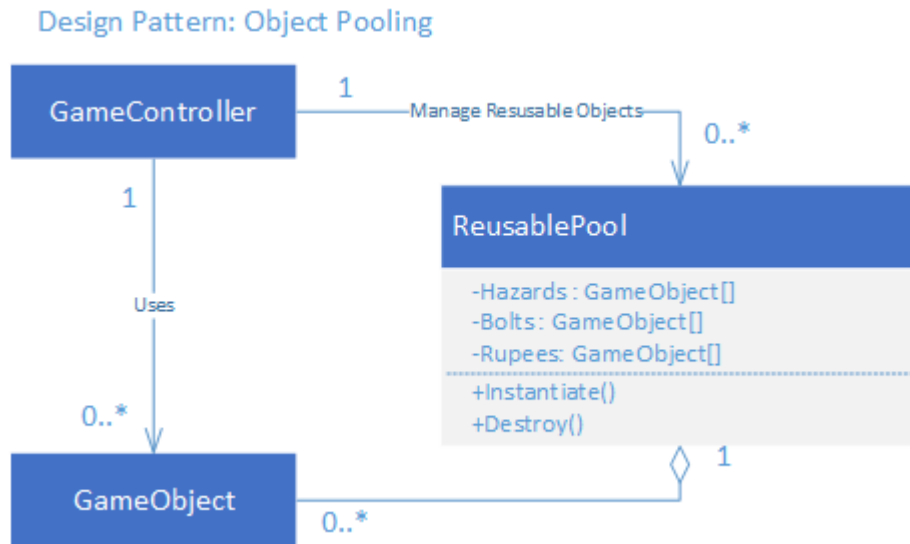 Design Pattern: Object Pooling
GameController
1
Manage Resusable Objects
0..*
1
ReusablePool
-Hazards : GameObject[]
-Bolts : GameObject[]
-Rupees: GameObject[]
+Instantiate()
+Destroy()
Uses
0..*
1
GameObject
0..*